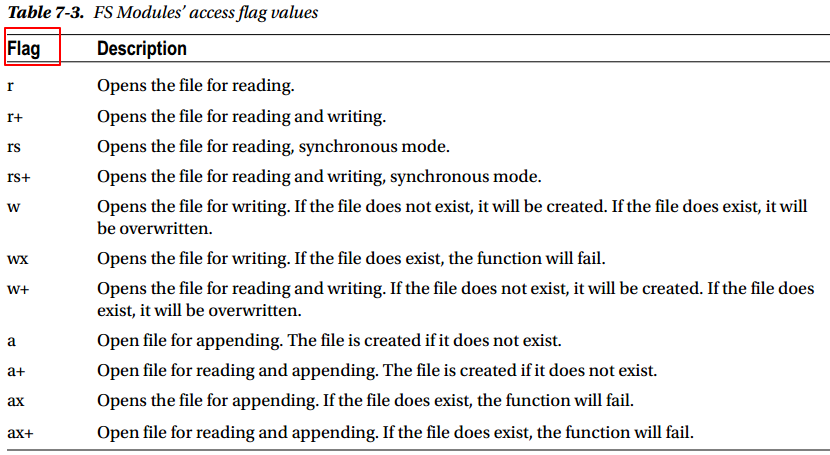 Table 7-3. FS Modules’ access flag values
Flag Description
r Opens the file for reading.
r+ Opens the file for reading and writing.
rs Opens the file for reading, synchronous mode.
rs+ Opens the file for reading and writing, synchronous mode.
w Opens the file for writing. If the file does not exist, it will be created. If the file does exist, it will
be overwritten.
wx Opens the file for writing. If the file does exist, the function will fail.
w+ Opens the file for reading and writing. If the file does not exist, it will be created. If the file does
exist, it will be overwritten.
a Open file for appending. The file is created if it does not exist.
a+ Open file for reading and appending. The file is created if it does not exist.
ax Opens the file for appending. If the file does exist, the function will fail.
ax+ Open file for reading and appending. If the file does exist, the function will fail.